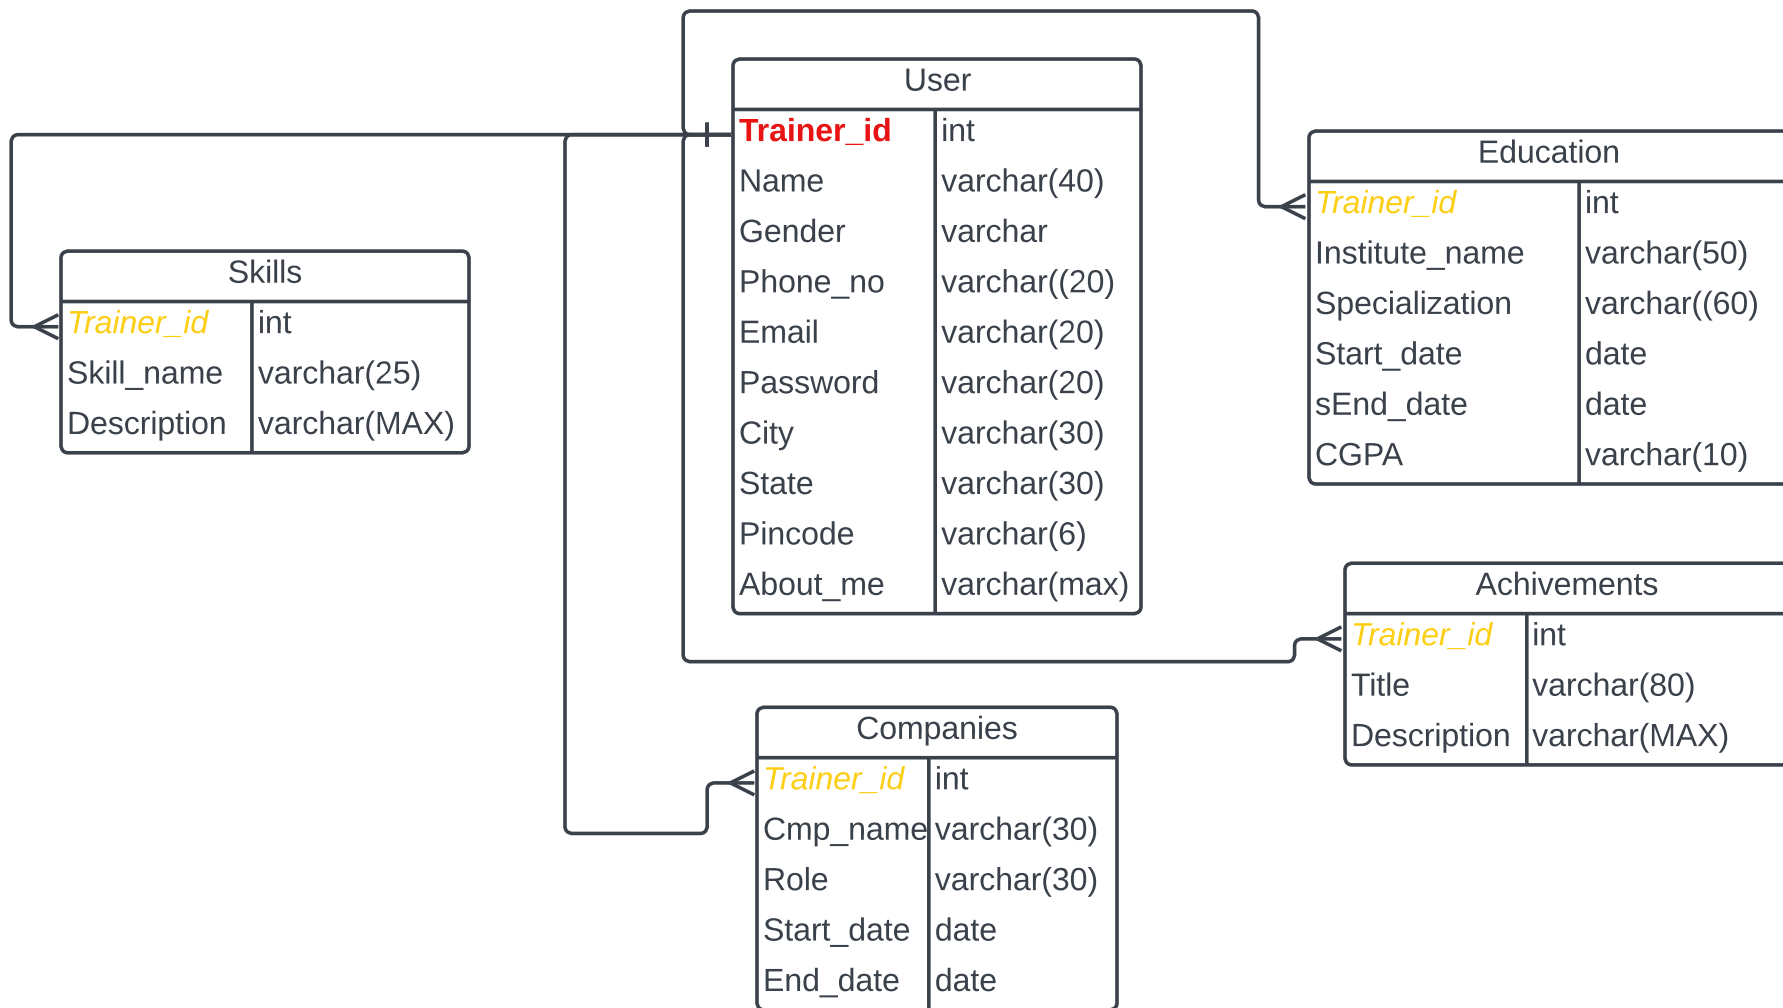 User
Trainer_id int
Name varchar(40)
Gender varchar
Phone_no varchar((20)
Email varchar(20)
Password varchar(20)
City varchar(30)
State varchar(30)
Pincode varchar(6)
About_me varchar(max)
Education
Trainer_id int
Institute_name varchar(50)
Specialization varchar((60)
Start_date date
sEnd_date date
CGPA varchar(10)
Skills
Trainer_id int
Skill_name varchar(25)
Description varchar(MAX)
Achivements
Trainer_id int
Title varchar(80)
Description varchar(MAX)
Companies
Trainer_id int
Cmp_name varchar(30)
Role varchar(30)
Start_date date
End_date date